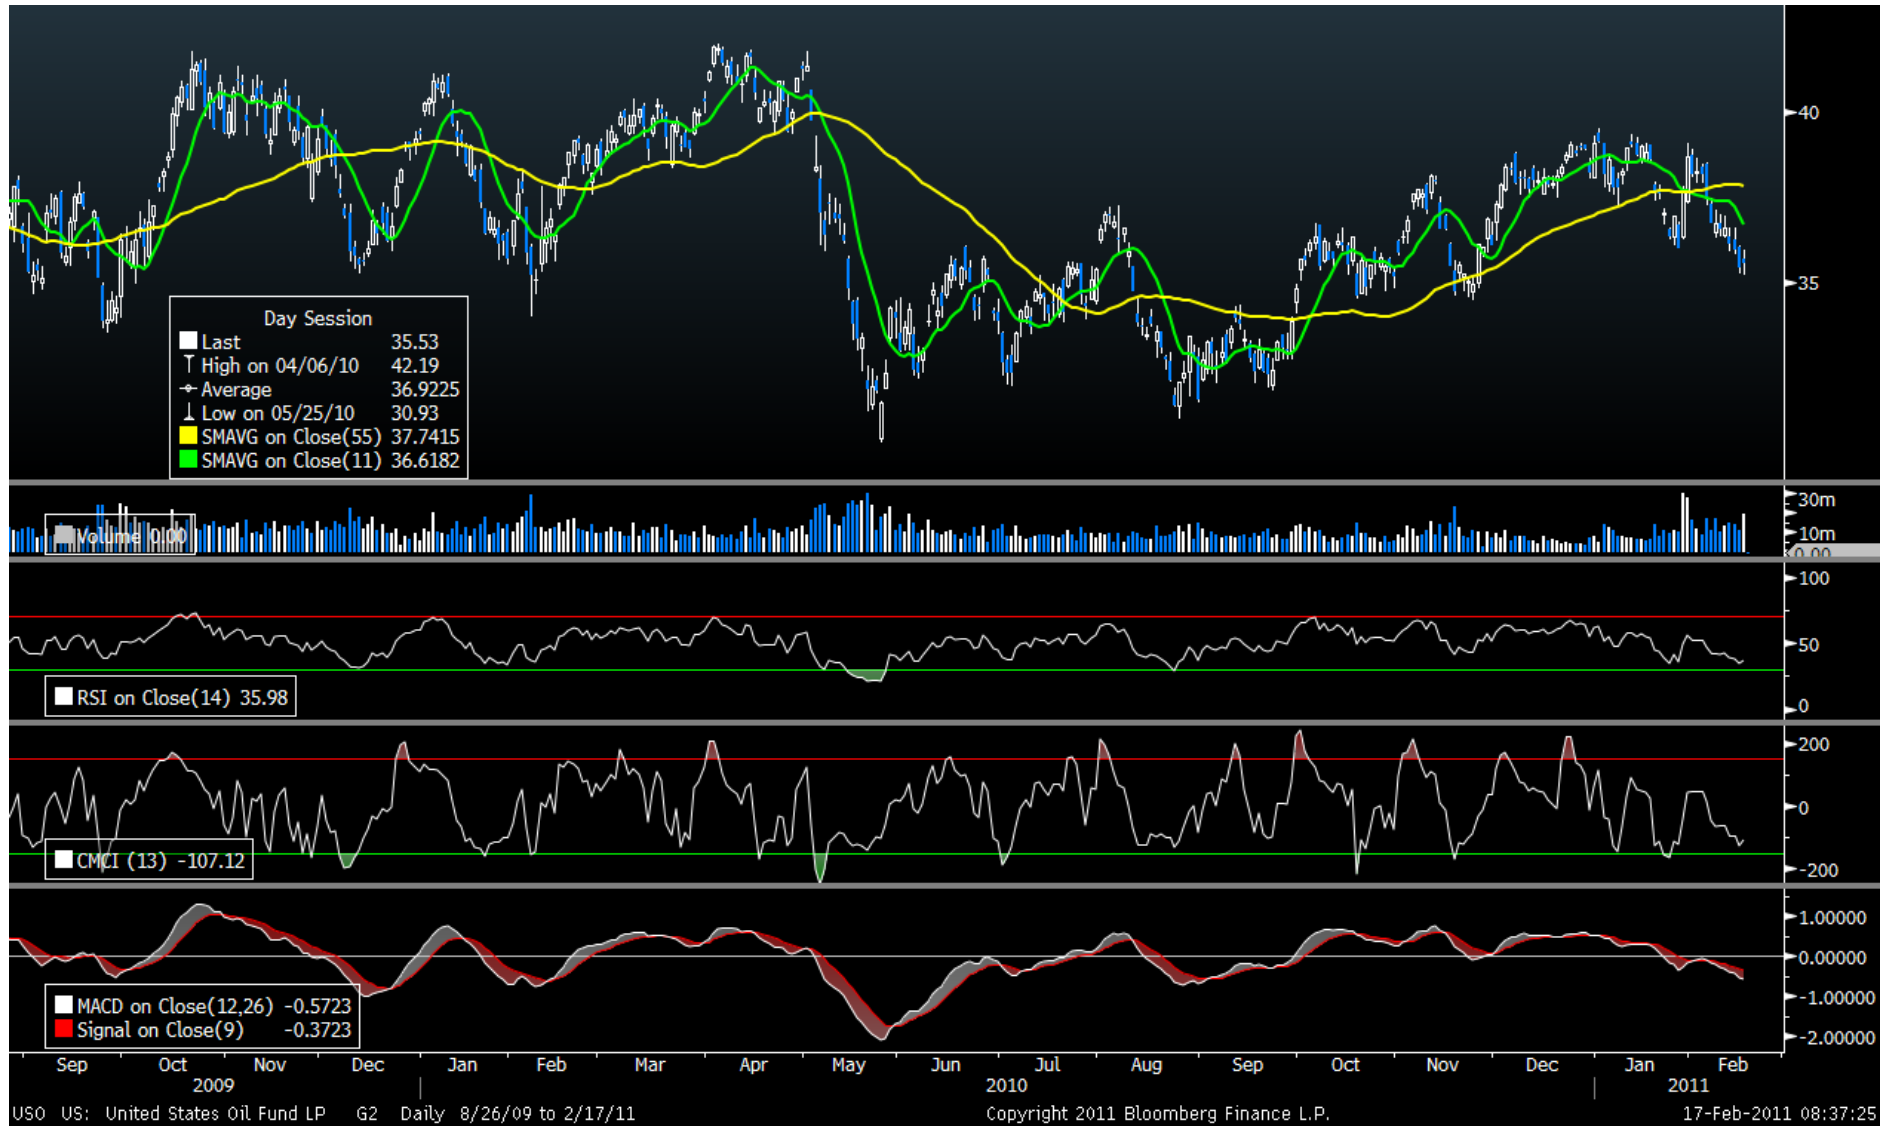 40
35
Day Session
Last 35.53
High on 04/06/10 42.19
Average 36.9225
Low on 05/25/10 30.93
SMAVG on Close(55) 37.7415
SMAVG on Close(11) 36.6182
30m
10m
0.00
Volume 0.00
100
50
0
RSI on Close(14) 35.98
200
0
-200
CMCI (13) -107.12
1.00000
0.00000
-1.00000
-2.00000
MACD on Close(12,26) -0.5723
Signal on Close(9) -0.3723
Sep Oct Nov Dec Jan Feb Mar Apr May Jun Jul Aug Sep Oct Nov Dec Jan Feb
2009 2010 2011
USO US: United States Oil Fund LP G2 Daily 8/26/09 to 2/17/11 Copyright 2011 Bloomberg Finance L.P. 17-Feb-2011 08:37:25